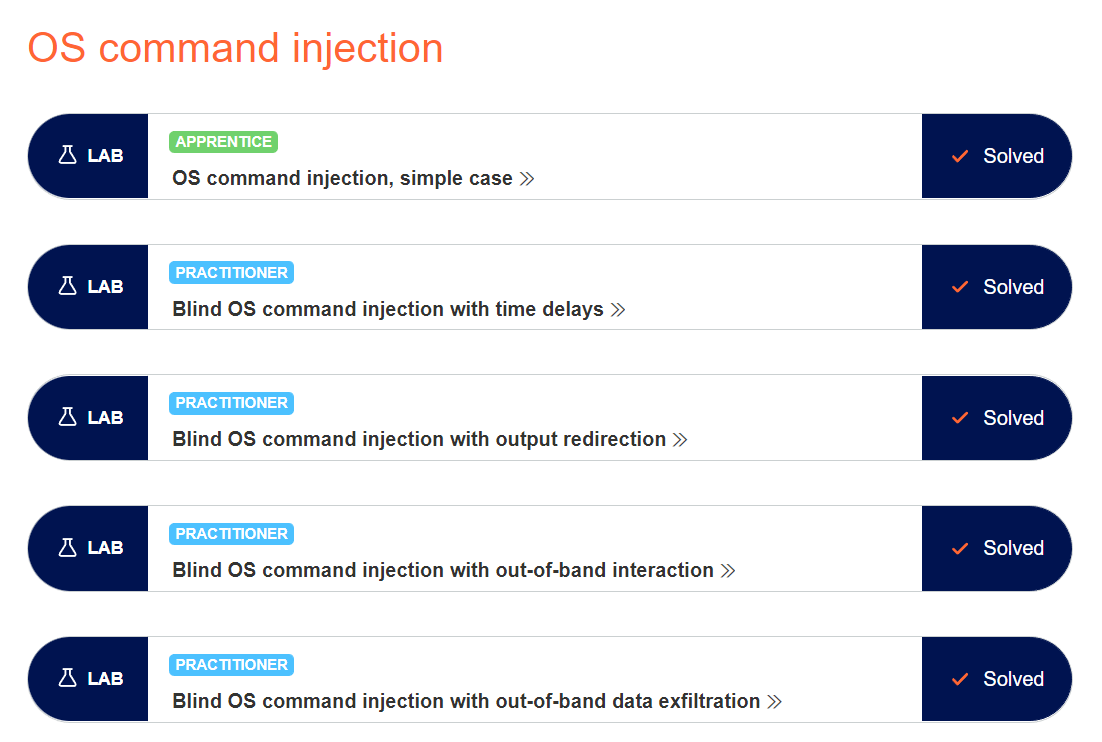 OS command injection
LAB
APPRENTICE
OS command injection, simple case
Solved
LAB
PRACTITIONER
Blind OS command injection with time delays
Solved
LAB
PRACTITIONER
Blind OS command injection with output redirection
Solved
LAB
PRACTITIONER
Blind OS command injection with out-of-band interaction
Solved
LAB
PRACTITIONER
Blind OS command injection with out-of-band data exfiltration
Solved